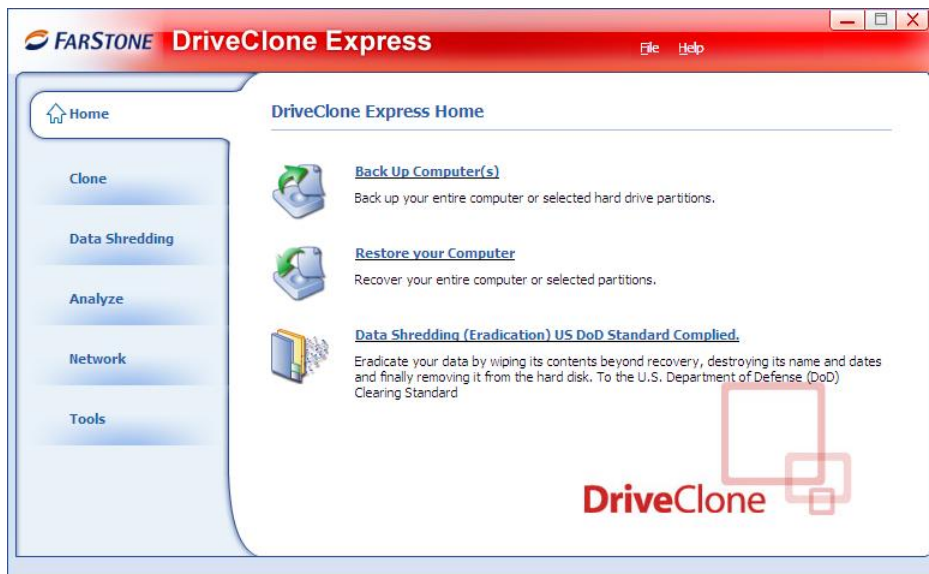 FARSTONE DriveClone Express
File Help
Home
Clone
Data Shredding
Analyze
Network
Tools
DriveClone Express Home
Back Up Computer(s)
Back up your entire computer or selected hard drive partitions.
Restore your Computer
Recover your entire computer or selected partitions.
Data Shredding (Eradication) US DoD Standard Complied.
Eradicate your data by wiping its contents beyond recovery, destroying its name and dates
and finally removing it from the hard disk. To the U.S. Department of Defense (DoD)
Clearing Standard
DriveClone